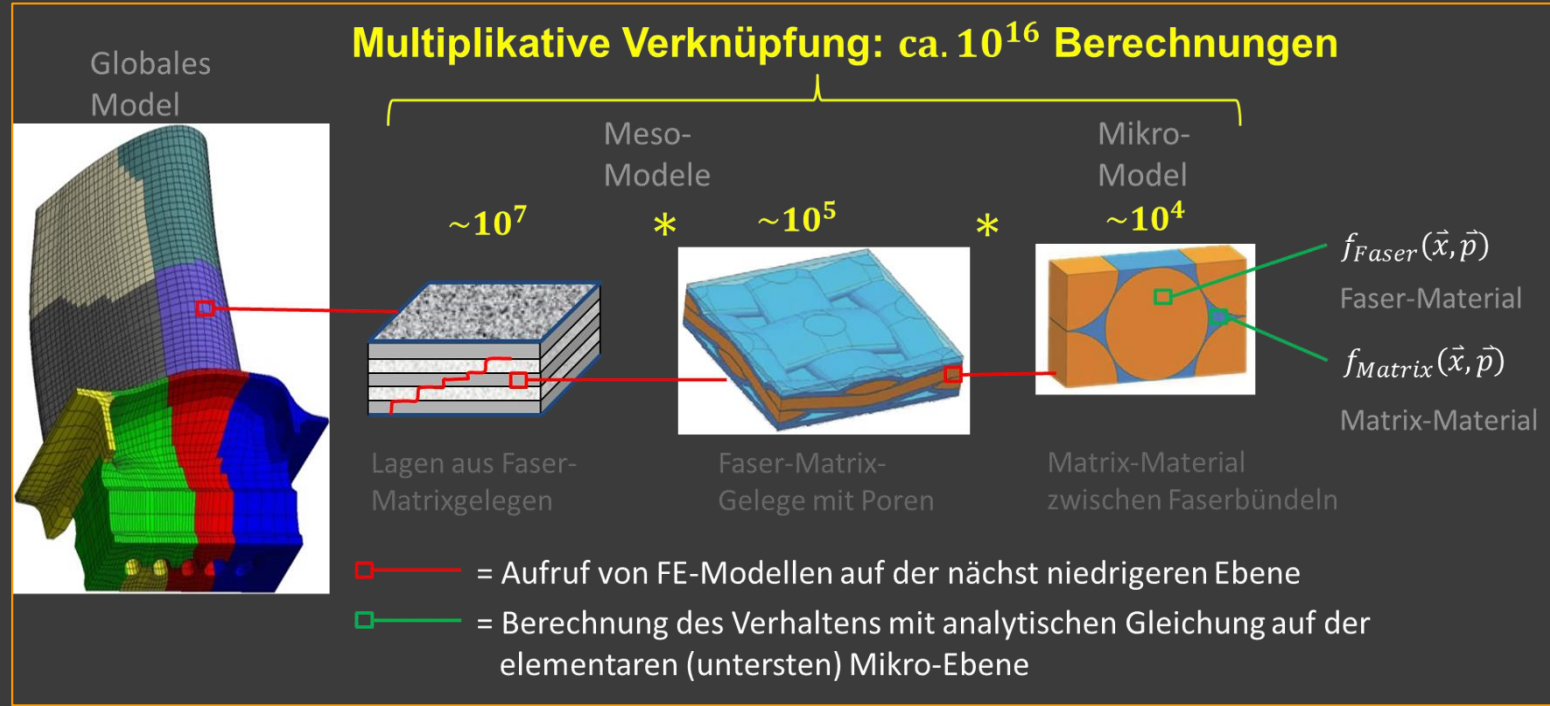 Multiplikative Verknüpfung: ca. 10¹⁶ Berechnungen
Globales
Model
Meso-
Modele
Mikro-
Model
~10⁷ * ~10⁵ * ~10⁴
f_Faser(x⃗, p⃗)
Faser-Material
f_Matrix(x⃗, p⃗)
Matrix-Material
Lagen aus Faser-
Matrixgelegen
Faser-Matrix-
Gelege mit Poren
Matrix-Material
zwischen Faserbündeln
= Aufruf von FE-Modellen auf der nächst niedrigeren Ebene
= Berechnung des Verhaltens mit analytischen Gleichung auf der
elementaren (untersten) Mikro-Ebene